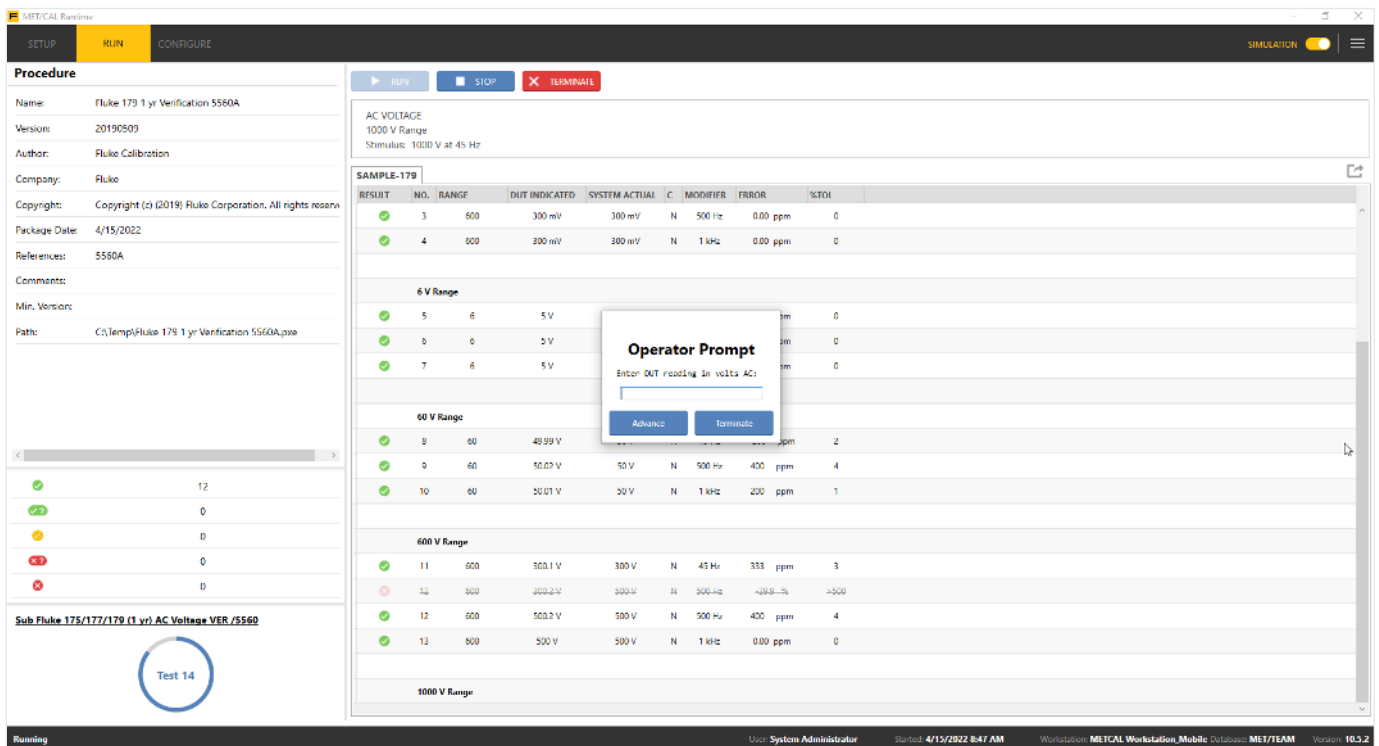 MET/CAL Runtime
SETUP RUN CONFIGURE SIMULATION
Procedure
Name: Fluke 179 1 yr Verification 5560A
Version: 20190509
Author: Fluke Calibration
Company: Fluke
Copyright: Copyright (c) (2019) Fluke Corporation. All rights reserv
Package Date: 4/15/2022
References: 5560A
Comments:
Min. Version:
Path: C:\Temp\Fluke 179 1 yr Verification 5560A.pxe
12
0
0
0
0
Sub Fluke 175/177/179 (1 yr) AC Voltage VER /5560
Test 14
RUN STOP TERMINATE
AC VOLTAGE
1000 V Range
Stimulus: 1000 V at 45 Hz
SAMPLE-179
RESULT NO. RANGE DUT INDICATED SYSTEM ACTUAL C MODIFIER ERROR %TOL
3 600 300 mV 300 mV N 500 Hz 0.00 ppm 0
4 600 300 mV 300 mV N 1 kHz 0.00 ppm 0
6 V Range
5 6 5 V 0
6 6 5 V 0
7 6 5 V 0
60 V Range
8 60 49.99 V ppm 2
9 60 50.02 V 50 V N 500 Hz 400 ppm 4
10 60 50.01 V 50 V N 1 kHz 200 ppm 1
600 V Range
11 600 300.1 V 300 V N 45 Hz 333 ppm 3
12 600 300.2 V 500 V N 500 Hz >500
12 600 500.2 V 500 V N 500 Hz 400 ppm 4
13 600 500 V 500 V N 1 kHz 0.00 ppm 0
1000 V Range
Operator Prompt
Enter DUT reading in volts AC:
Advance Terminate
Running User: System Administrator Started: 4/15/2022 8:47 AM Workstation: METCAL Workstation_Mobile Database: MET/TEAM Version: 10.5.2